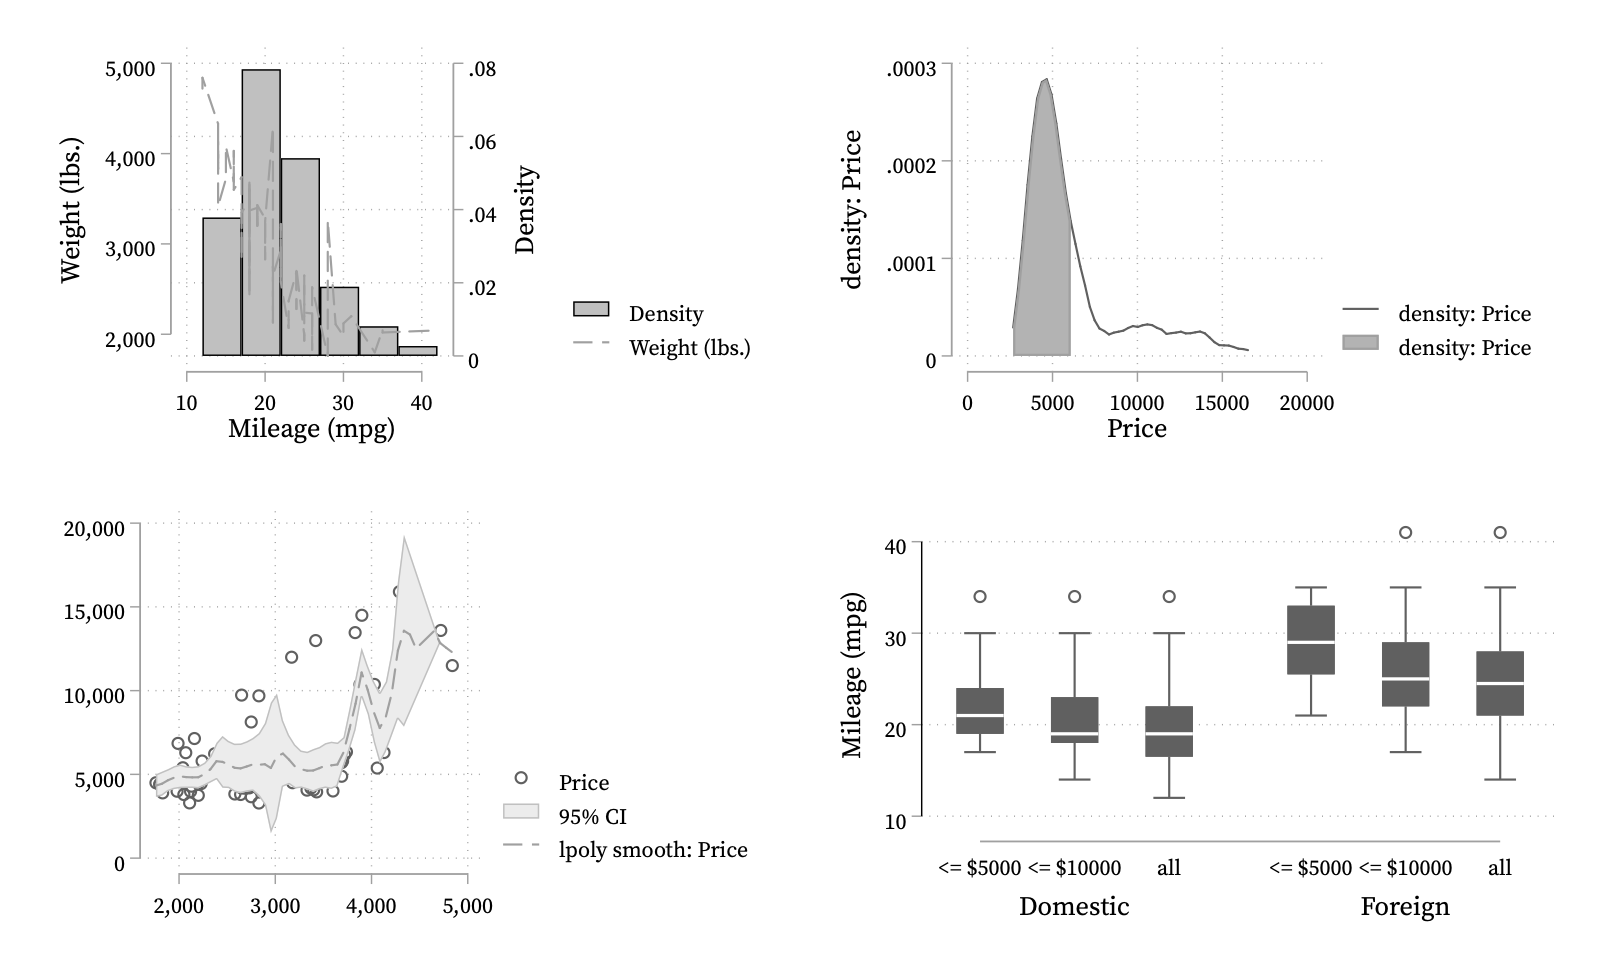 5,000
4,000
3,000
2,000
Weight (lbs.)
.08
.06
.04
.02
0
Density
10 20 30 40
Mileage (mpg)
Density
Weight (lbs.)
.0003
.0002
.0001
0
density: Price
0 5000 10000 15000 20000
Price
density: Price
density: Price
20,000
15,000
10,000
5,000
0
2,000 3,000 4,000 5,000
Price
95% CI
lpoly smooth: Price
40
30
20
10
Mileage (mpg)
<= $5000 <= $10000 all <= $5000 <= $10000 all
Domestic Foreign